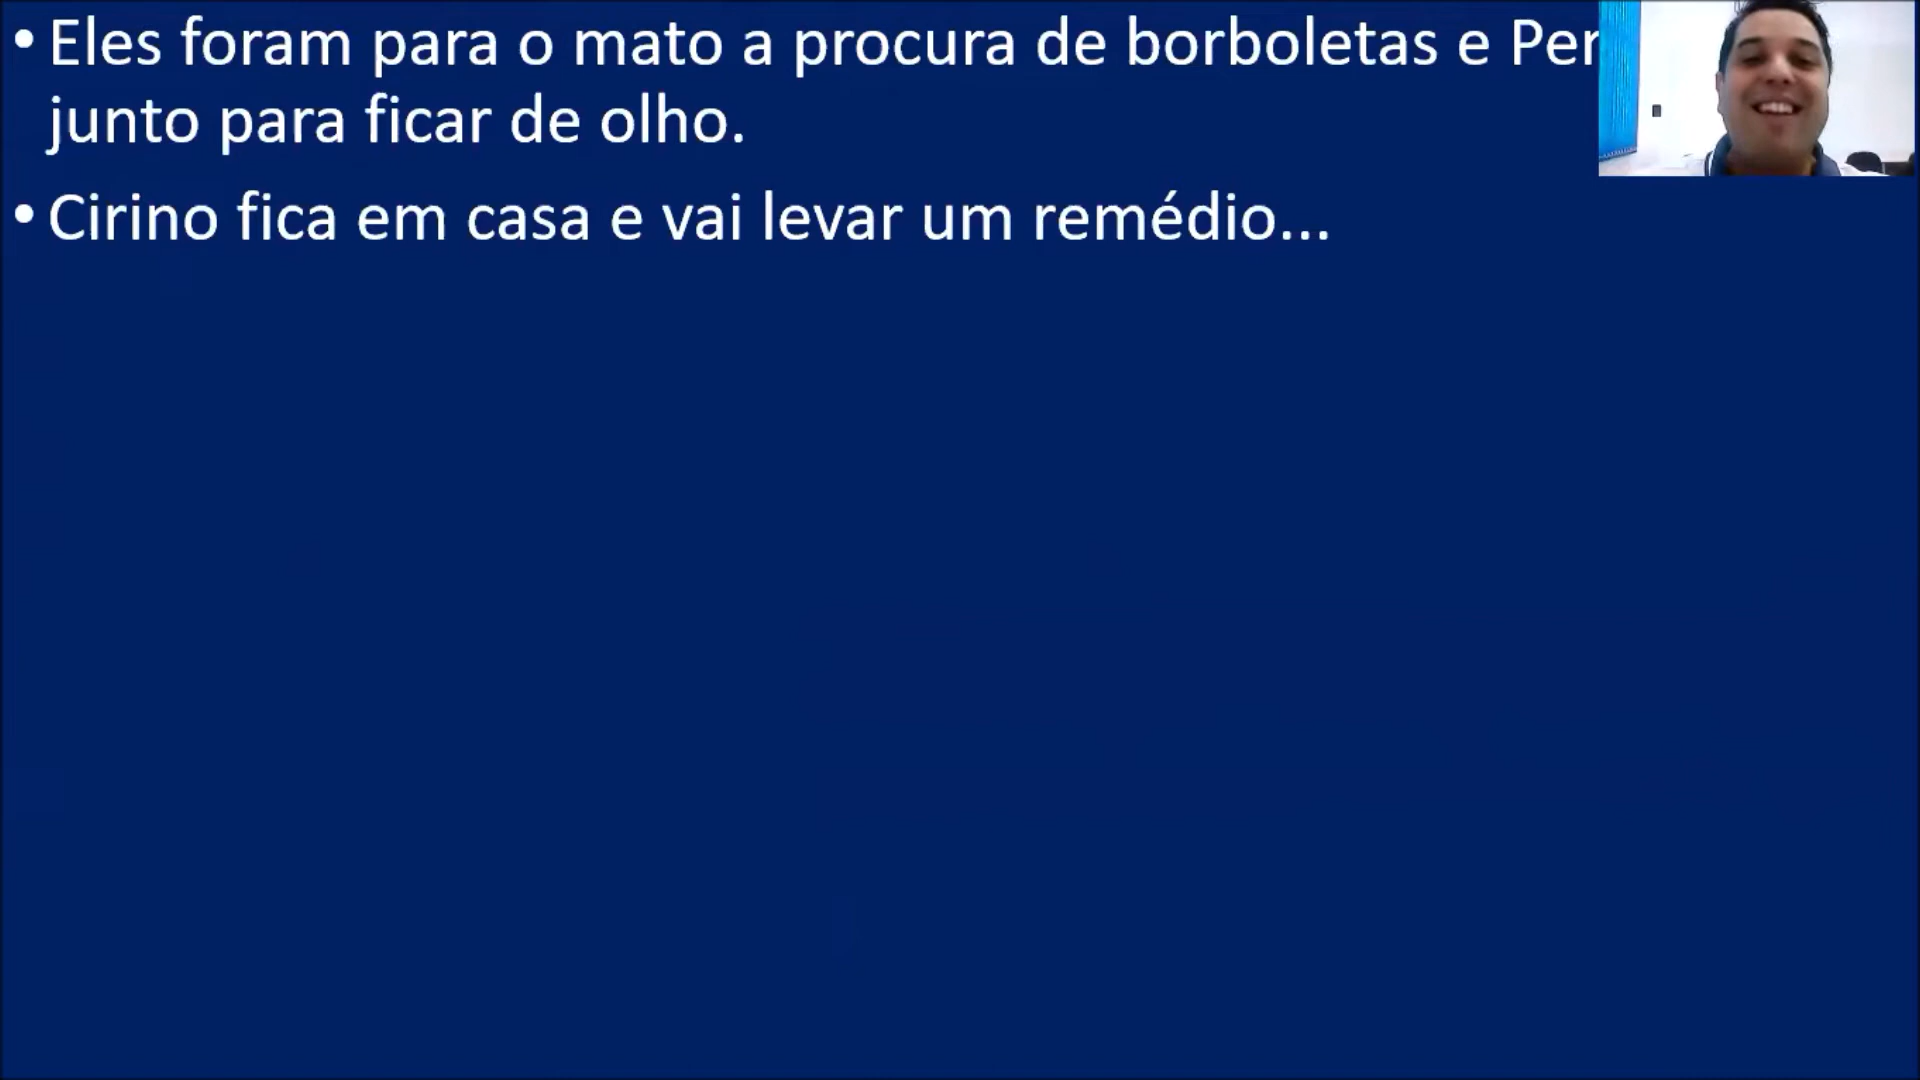 • Eles foram para o mato a procura de borboletas e
junto para ficar de olho.
• Cirino fica em casa e vai levar um remédio...